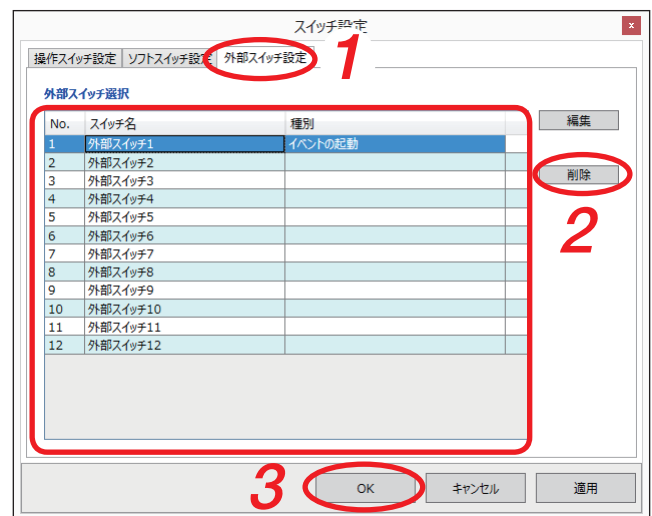 スイッチ設定
x
1
操作スイッチ設定 ソフトスイッチ設定 外部スイッチ設定
外部スイッチ選択
No. スイッチ名 種別
編集
1 外部スイッチ1 イベントの起動
2 外部スイッチ2
3 外部スイッチ3
削除
4 外部スイッチ4
5 外部スイッチ5
6 外部スイッチ6
2
7 外部スイッチ7
8 外部スイッチ8
9 外部スイッチ9
10 外部スイッチ10
11 外部スイッチ11
12 外部スイッチ12
3 OK キャンセル 適用